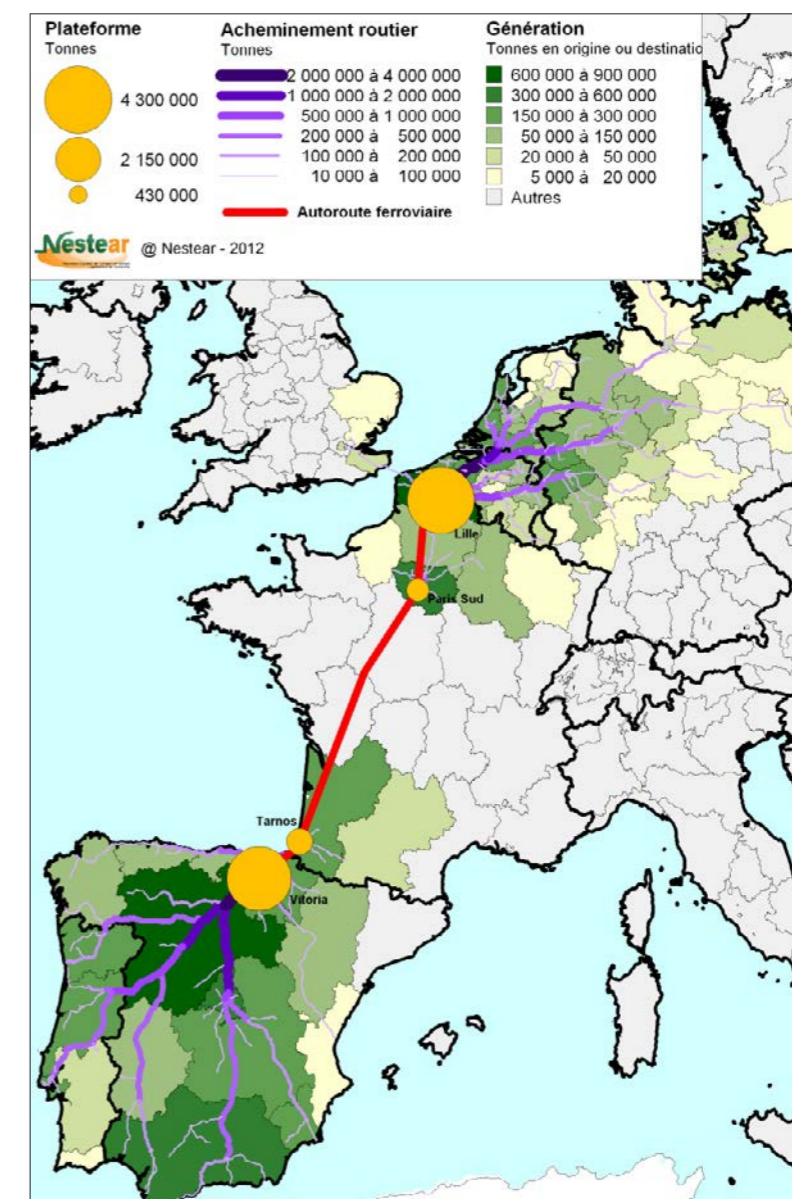 Plateforme
Tonnes
4 300 000
2 150 000
430 000
Acheminement routier
Tonnes
2 000 000 à 4 000 000
1 000 000 à 2 000 000
500 000 à 1 000 000
200 000 à 500 000
100 000 à 200 000
10 000 à 100 000
Autoroute ferroviaire
Génération
Tonnes en origine ou destinatio
600 000 à 900 000
300 000 à 600 000
150 000 à 300 000
50 000 à 150 000
20 000 à 50 000
5 000 à 20 000
Autres
Nestear
@ Nestear - 2012
Lille
Paris Sud
Tarnos
Vitoria